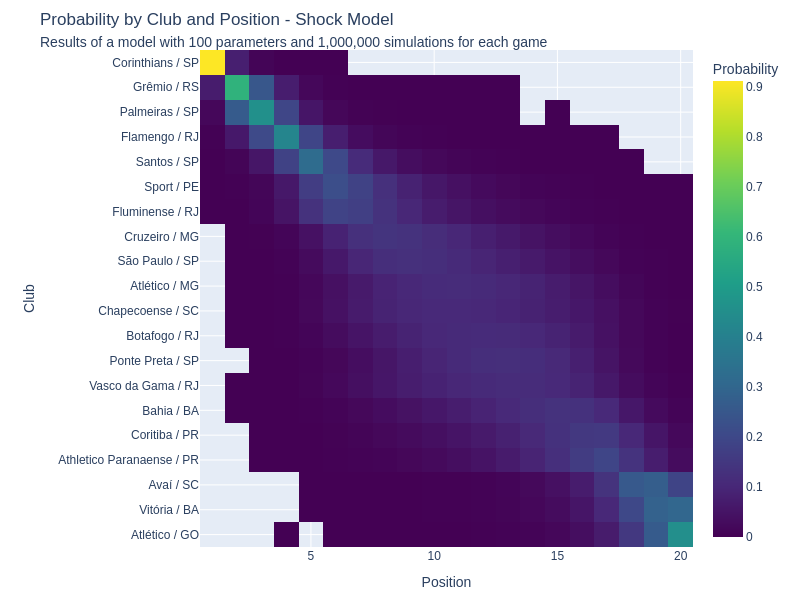 Probability by Club and Position - Shock Model
Results of a model with 100 parameters and 1,000,000 simulations for each game
Corinthians / SP
Grêmio / RS
Palmeiras / SP
Flamengo / RJ
Santos / SP
Sport / PE
Fluminense / RJ
Cruzeiro / MG
São Paulo / SP
Atlético / MG
Chapecoense / SC
Botafogo / RJ
Ponte Preta / SP
Vasco da Gama / RJ
Bahia / BA
Coritiba / PR
Athletico Paranaense / PR
Avaí / SC
Vitória / BA
Atlético / GO
Club
5
10
15
20
Position
Probability
0.9
0.8
0.7
0.6
0.5
0.4
0.3
0.2
0.1
0